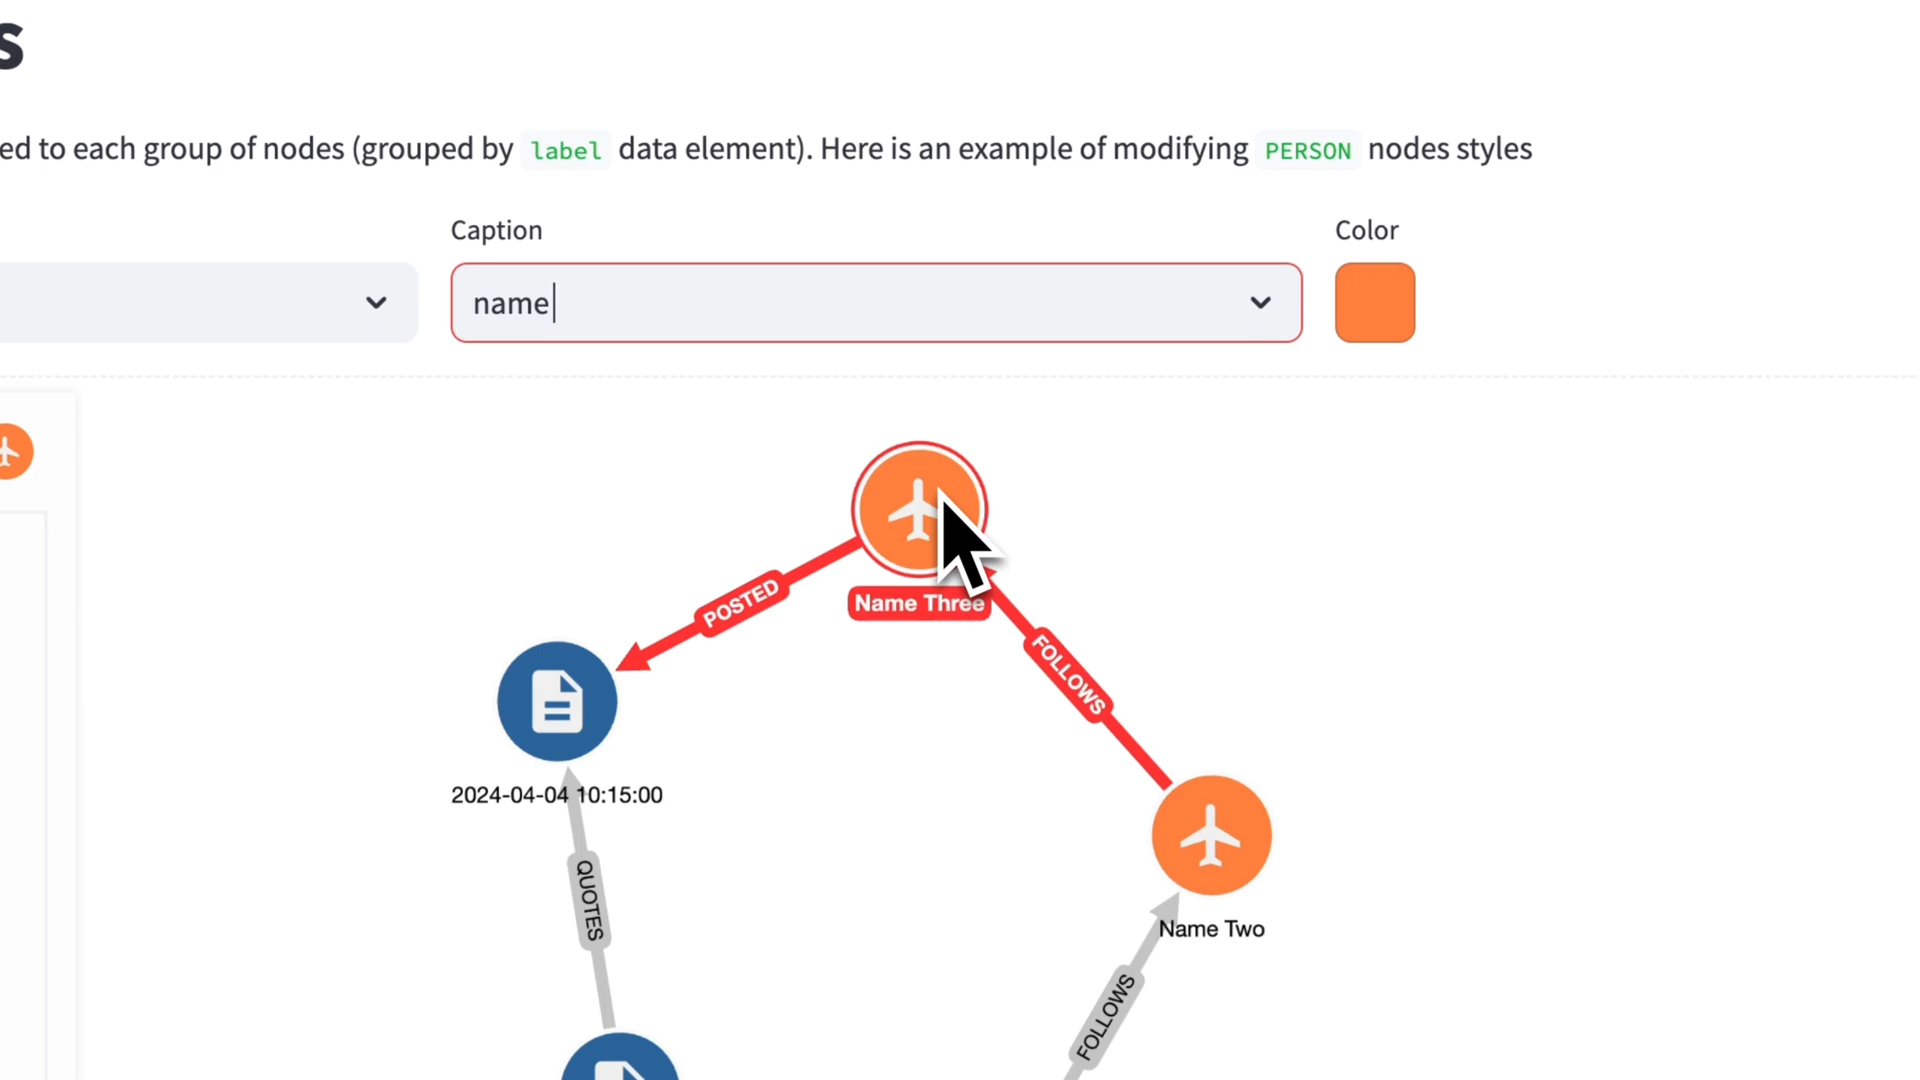 s
ed to each group of nodes (grouped by label data element). Here is an example of modifying PERSON nodes styles
Caption
Color
name
POSTED
Name Three
FOLLOWS
2024-04-04 10:15:00
QUOTES
Name Two
FOLLOWS